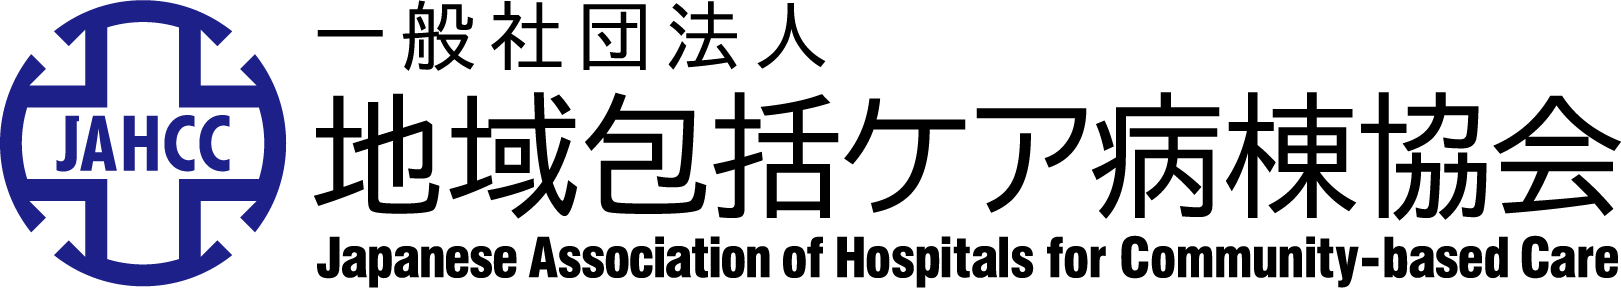 JAHCC
一般社団法人
地域包括ケア病棟協会
Japanese Association of Hospitals for Community-based Care